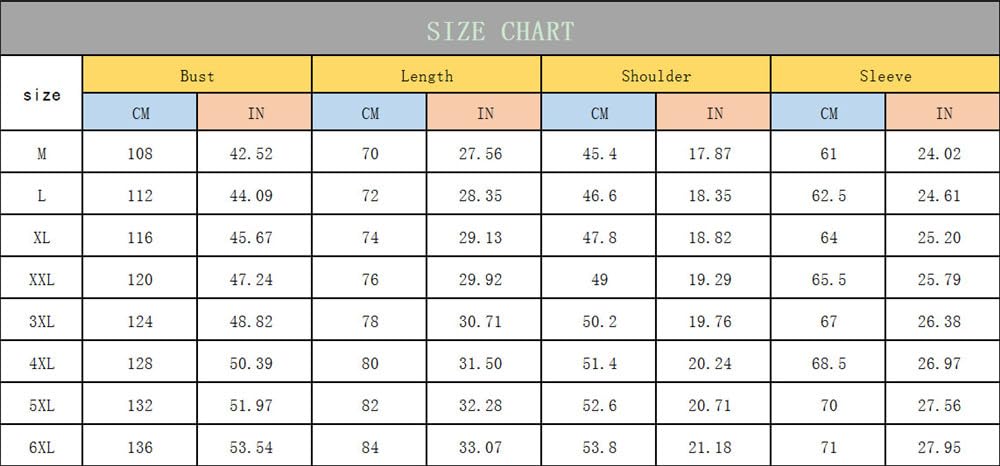 SIZE CHART
size Bust Length Shoulder Sleeve
CM IN CM IN CM IN CM IN
M 108 42.52 70 27.56 45.4 17.87 61 24.02
L 112 44.09 72 28.35 46.6 18.35 62.5 24.61
XL 116 45.67 74 29.13 47.8 18.82 64 25.20
XXL 120 47.24 76 29.92 49 19.29 65.5 25.79
3XL 124 48.82 78 30.71 50.2 19.76 67 26.38
4XL 128 50.39 80 31.50 51.4 20.24 68.5 26.97
5XL 132 51.97 82 32.28 52.6 20.71 70 27.56
6XL 136 53.54 84 33.07 53.8 21.18 71 27.95